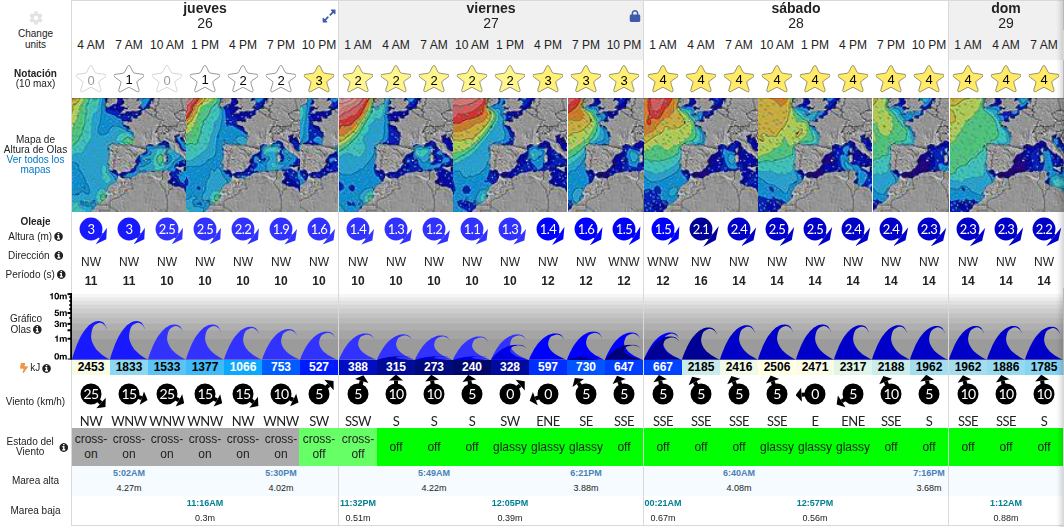 jueves
26
viernes
27
sábado
28
dom
29
Change
units
4 AM 7 AM 10 AM 1 PM 4 PM 7 PM 10 PM 1 AM 4 AM 7 AM 10 AM 1 PM 4 PM 7 PM 10 PM 1 AM 4 AM 7 AM 10 AM 1 PM 4 PM 7 PM 10 PM 1 AM 4 AM 7 AM
Notación
(10 max)
0 1 0 1 2 2 3 2 2 2 2 2 3 3 3 4 4 4 4 4 4 4 4 4 4 4
Mapa de
Altura de Olas
Ver todos los
mapas
Oleaje
Altura (m)
3 3 2.5 2.5 2.2 1.9 1.6 1.4 1.3 1.2 1.1 1.3 1.4 1.6 1.5 1.5 2.1 2.4 2.5 2.5 2.4 2.4 2.3 2.3 2.3 2.2
Dirección
NW NW NW NW NW NW NW NW NW NW NW NW NW NW WNW WNW NW NW NW NW NW NW NW NW NW NW
Período (s)
11 11 10 10 10 10 10 10 10 10 10 10 12 12 12 12 16 14 14 14 14 14 14 14 14 14
Gráfico
Olas
10m
5m
3m
1m
0m
kJ
2453 1833 1533 1377 1066 753 527 388 315 273 240 328 597 730 647 667 2185 2416 2506 2471 2317 2188 1962 1962 1886 1785
Viento (km/h)
25 15 25 15 15 10 5 5 10 10 5 0 0 5 5 5 5 5 5 0 5 10 5 10 5 5
NW WNW WNW WNW NW WNW SW SSW S S S SW ENE SE SSE SSE SSE SSE SSE E ENE SSE S SSE SSE S
Estado del
Viento
cross-on cross-on cross-on cross-on cross-on cross-on cross-off cross-off off off off glassy glassy glassy off off off off glassy glassy glassy off off off off off
Marea alta
5:02AM 5:30PM 5:49AM 6:21PM 6:40AM 7:16PM
4.27m 4.02m 4.22m 3.88m 4.08m 3.68m
Marea baja
11:16AM 11:32PM 12:05PM 00:21AM 12:57PM 1:12AM
0.3m 0.51m 0.39m 0.67m 0.56m 0.88m